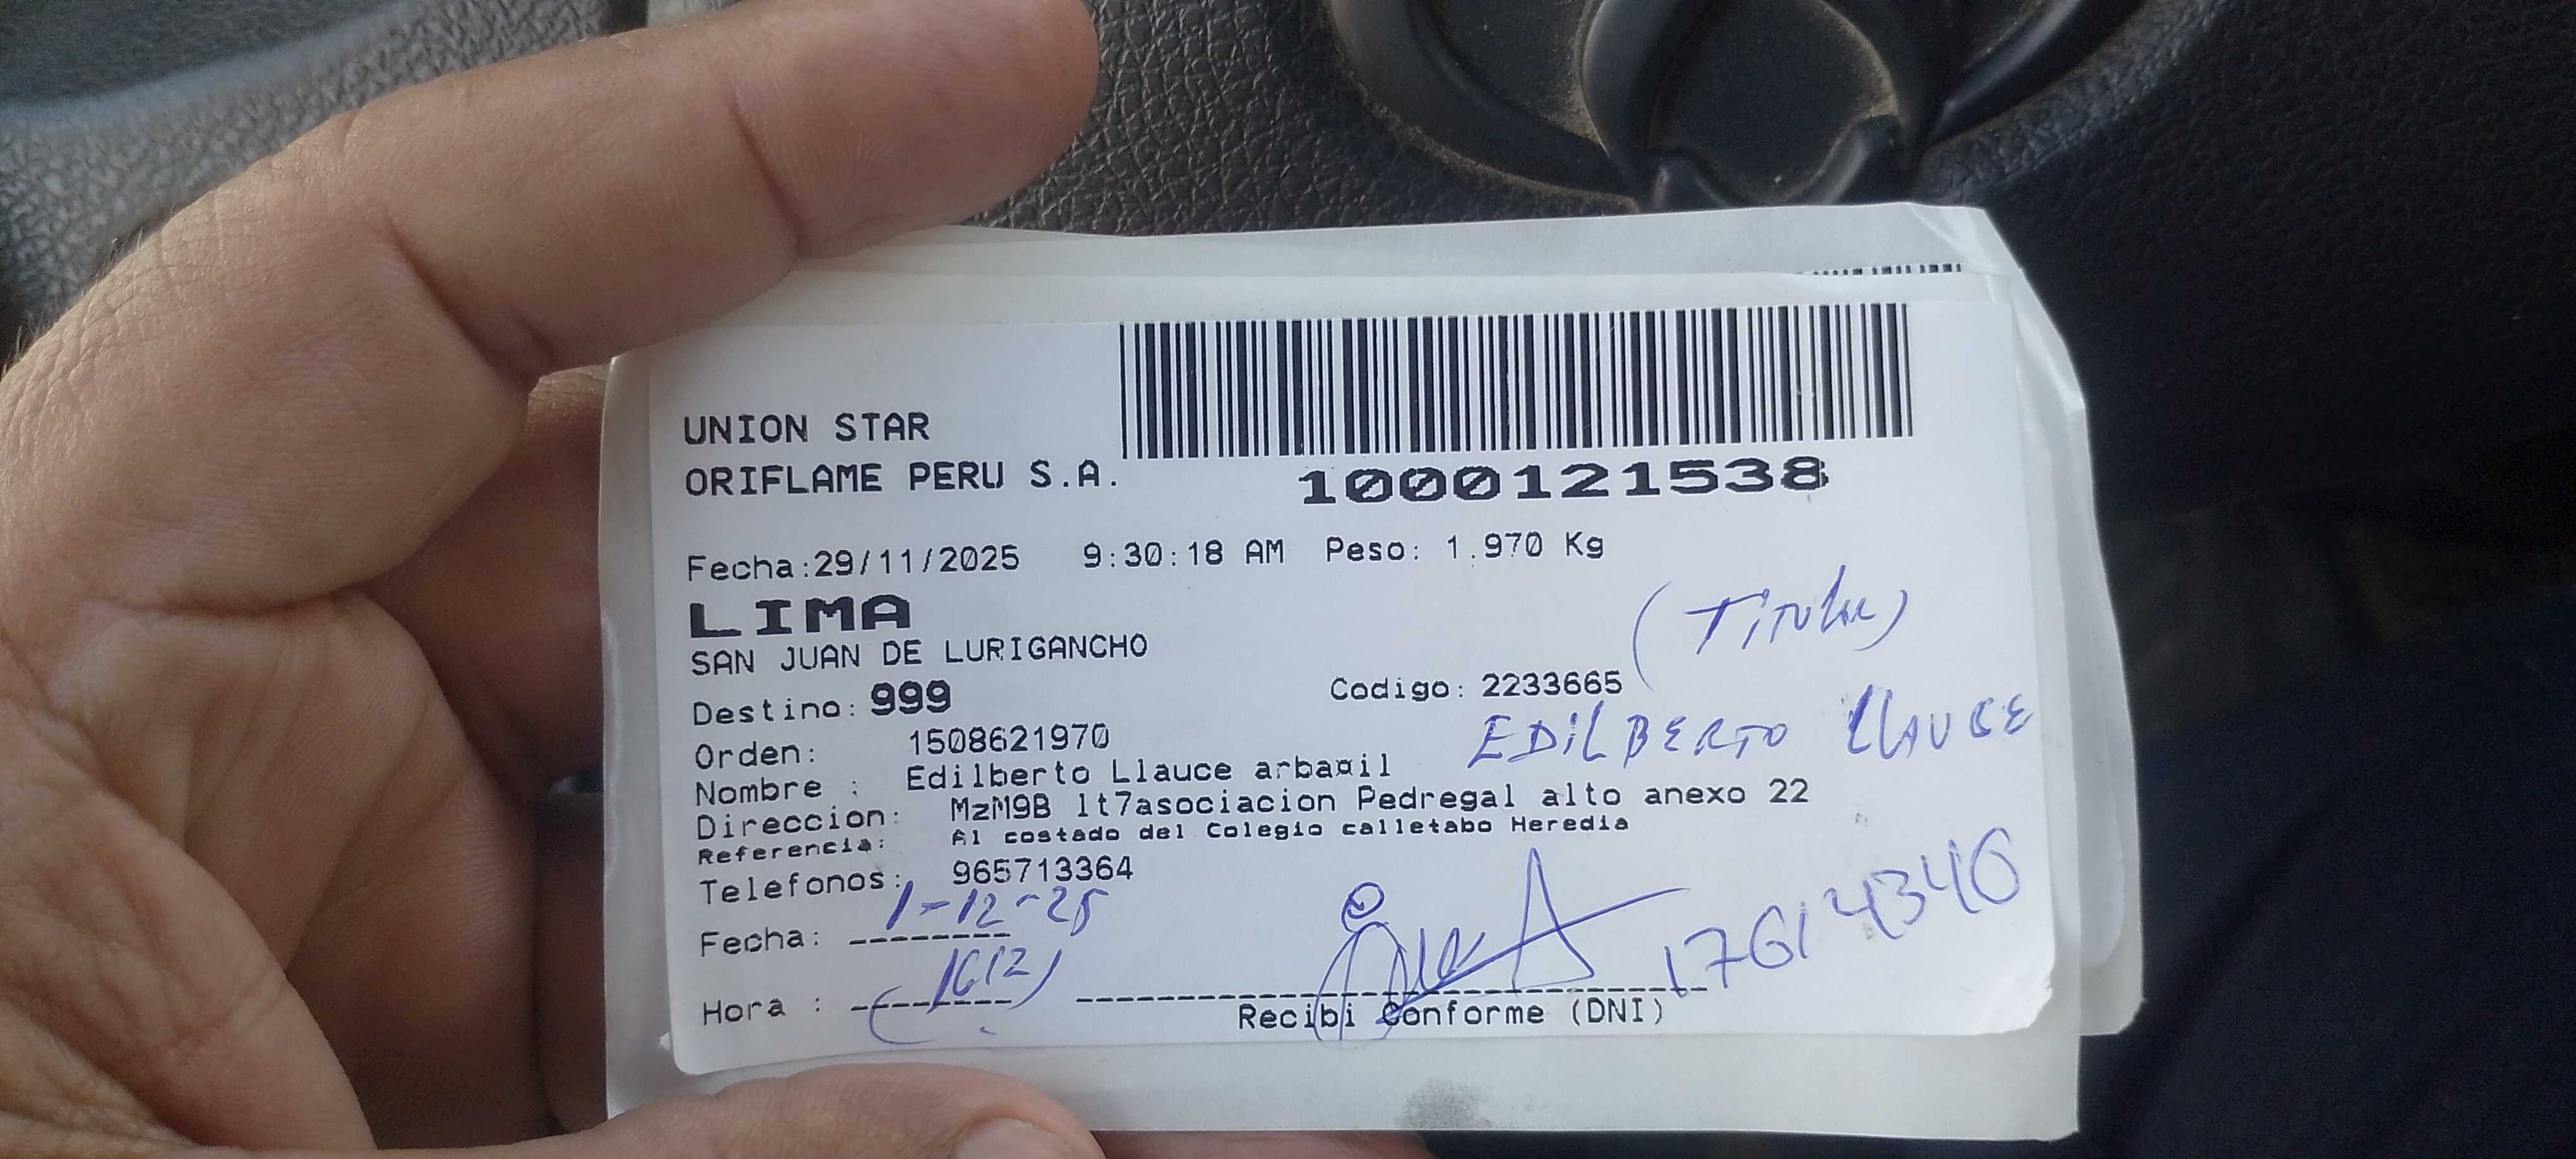 UNION STAR
ORIFLAME PERU S.A.
1000121538
Fecha:29/11/2025 9:30:18 AM Peso: 1.970 Kg
LIMA
SAN JUAN DE LURIGANCHO
(Titular)
Destino: 999 Codigo: 2233665
Orden: 1508621970
EDILBERTO LLAUCE
Nombre : Edilberto Llauce arba¤il
Direccion: MzM9B lt7asociacion Pedregal alto anexo 22
Referencia: Al costado del Colegio calletabo Heredia
Telefonos: 965713364
Fecha: 1-12-25
17614340
Hora : (1612)
Recibi Conforme (DNI)